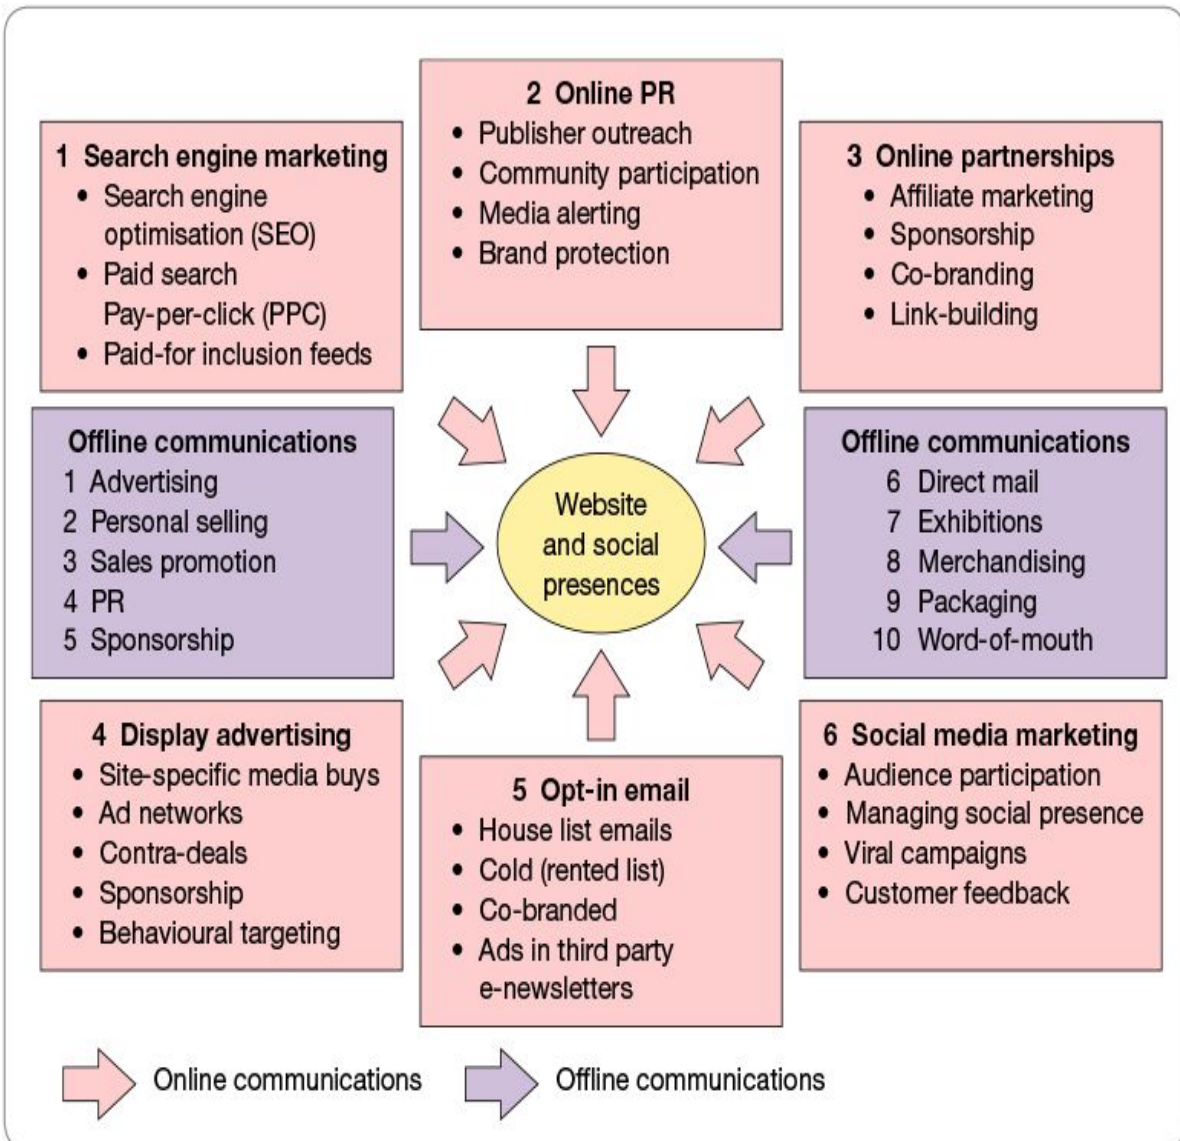 2 Online PR
• Publisher outreach
• Community participation
• Media alerting
• Brand protection
1 Search engine marketing
• Search engine
optimisation (SEO)
• Paid search
Pay-per-click (PPC)
• Paid-for inclusion feeds
3 Online partnerships
• Affiliate marketing
• Sponsorship
• Co-branding
• Link-building
Offline communications
1 Advertising
2 Personal selling
3 Sales promotion
4 PR
5 Sponsorship
Website
and social
presences
Offline communications
6 Direct mail
7 Exhibitions
8 Merchandising
9 Packaging
10 Word-of-mouth
4 Display advertising
• Site-specific media buys
• Ad networks
• Contra-deals
• Sponsorship
• Behavioural targeting
5 Opt-in email
• House list emails
• Cold (rented list)
• Co-branded
• Ads in third party
e-newsletters
6 Social media marketing
• Audience participation
• Managing social presence
• Viral campaigns
• Customer feedback
Online communications
Offline communications